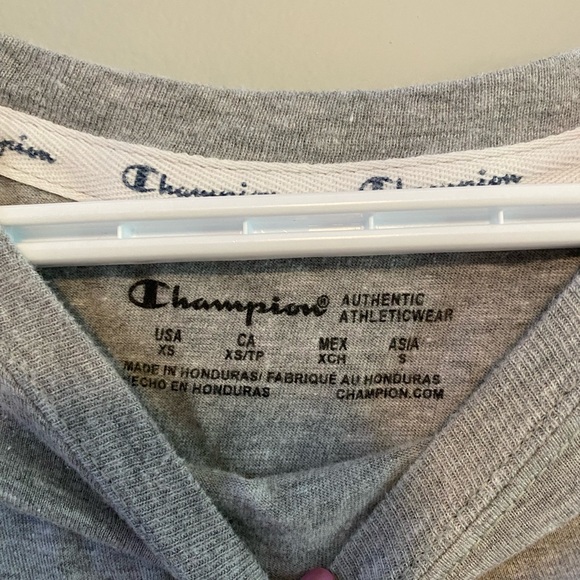 mpion Champion Champion
Champion® AUTHENTIC
ATHLETICWEAR
USA CA MEX ASIA
XS XS/TP XCH S
MADE IN HONDURAS/ FABRIQUÉ AU HONDURAS
HECHO EN HONDURAS CHAMPION.COM